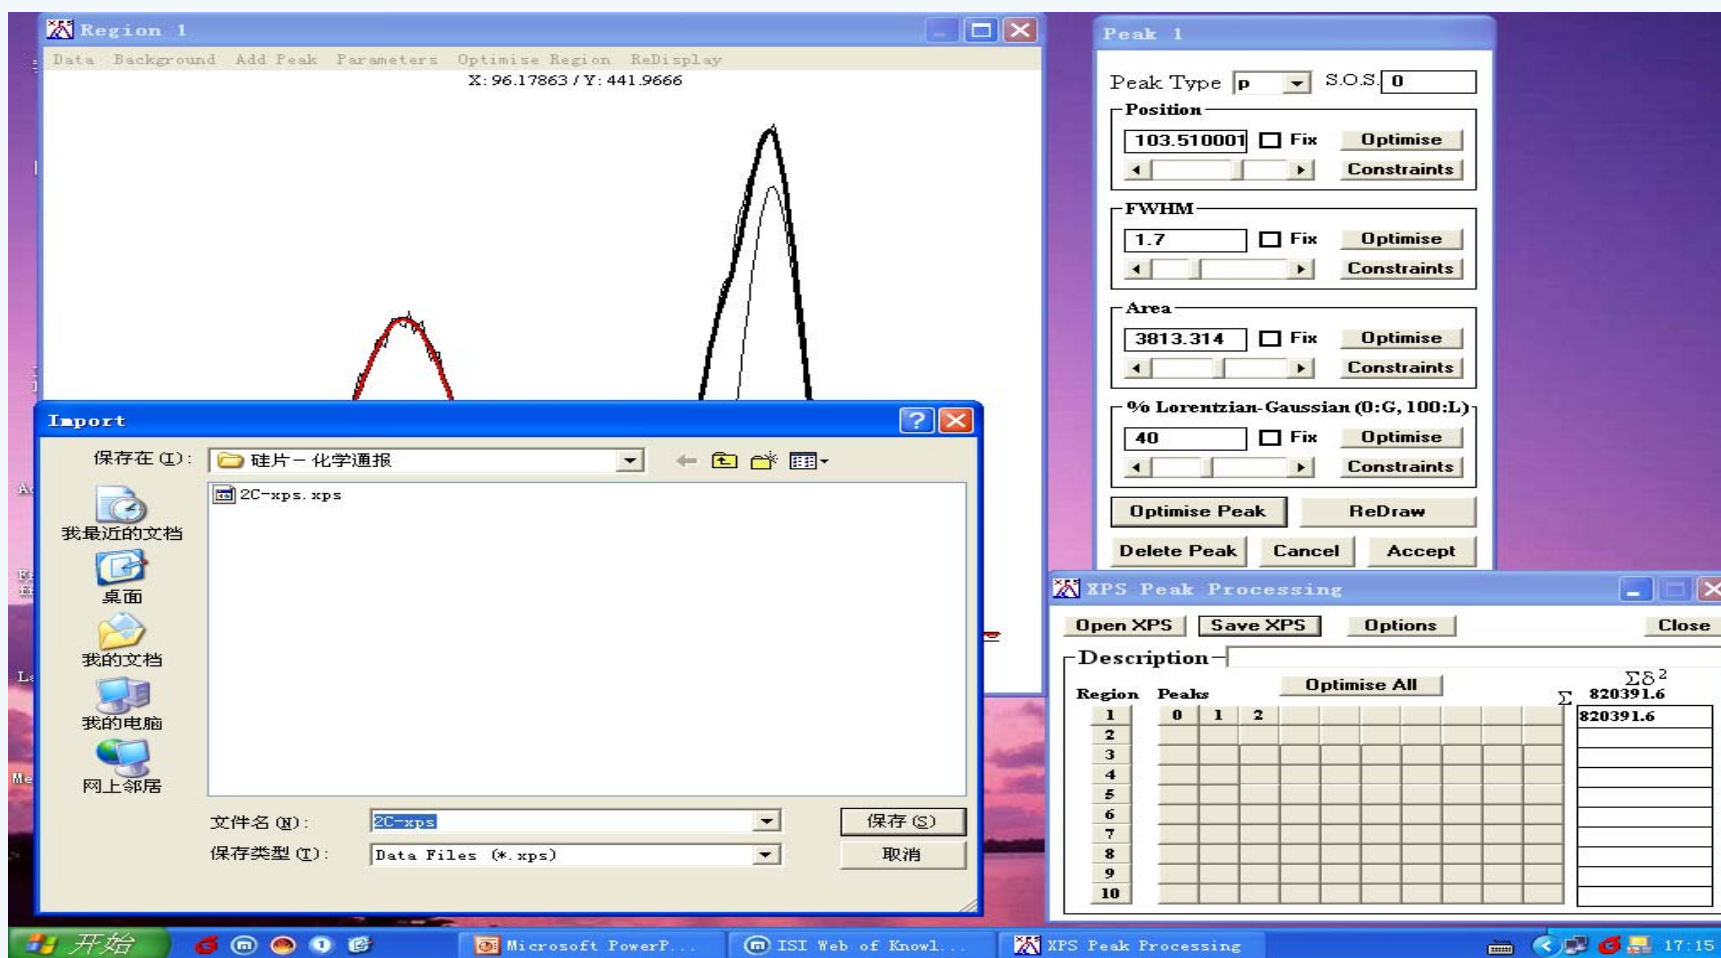 Region 1
Data Background Add Peak Parameters Optimise Region ReDisplay
X: 96.17863 / Y: 441.9666
Peak 1
Peak Type p S.O.S. 0
Position
103.510001 Fix Optimise
Constraints
FWHM
1.7 Fix Optimise
Constraints
Area
3813.314 Fix Optimise
Constraints
% Lorentzian-Gaussian (0:G, 100:L)
40 Fix Optimise
Constraints
Optimise Peak ReDraw
Delete Peak Cancel Accept
Import
保存在(I): 硅片-化学通报
2C-xps.xps
我最近的文档
桌面
我的文档
我的电脑
网上邻居
文件名(N): 2C-xps 保存(S)
保存类型(T): Data Files (*.xps) 取消
XPS Peak Processing
Open XPS Save XPS Options Close
Description
Optimise All Σδ²
Region Peaks Σ 820391.6
1 0 1 2 820391.6
2
3
4
5
6
7
8
9
10
开始 Microsoft PowerP... ISI Web of Knowl... XPS Peak Processing 17:15